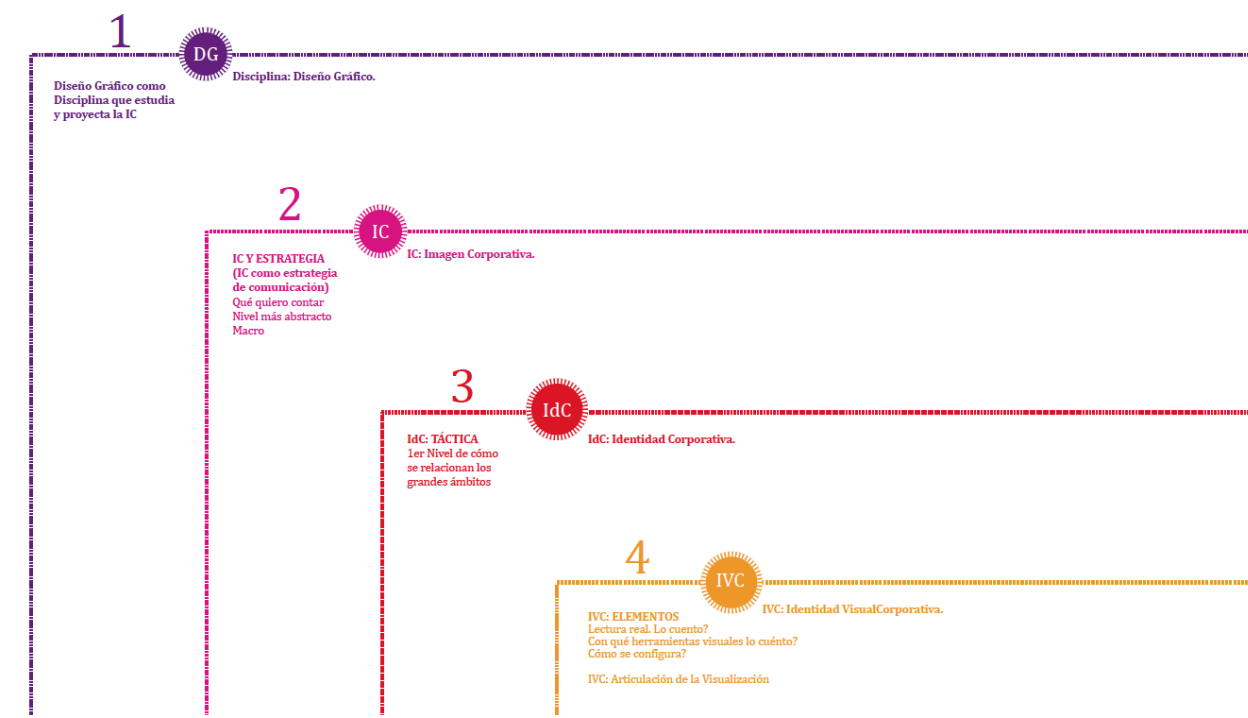 1
DG
Disciplina: Diseño Gráfico.
Diseño Gráfico como
Disciplina que estudia
y proyecta la IC
2
IC
IC: Imagen Corporativa.
IC Y ESTRATEGIA
(IC como estrategia
de comunicación)
Qué quiero contar
Nivel más abstracto
Macro
3
IdC
IdC: Identidad Corporativa.
IdC: TÁCTICA
1er Nivel de cómo
se relacionan los
grandes ámbitos
4
IVC
IVC: Identidad VisualCorporativa.
IVC: ELEMENTOS
Lectura real. Lo cuento?
Con qué herramientas visuales lo cuénto?
Cómo se configura?
IVC: Articulación de la Visualización